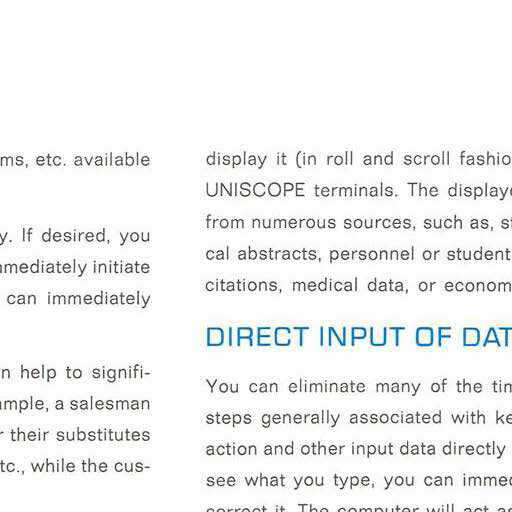 ms, etc. available
y. If desired, you
mmediately initiate
can immediately
n help to signifi-
ample, a salesman
r their substitutes
tc., while the cus-
display it (in roll and scroll fashio
UNISCOPE terminals. The displaye
from numerous sources, such as, s
cal abstracts, personnel or student
citations, medical data, or econom
DIRECT INPUT OF DAT
You can eliminate many of the tim
steps generally associated with ke
action and other input data directly
see what you type, you can immed
correct it. The computer will act as